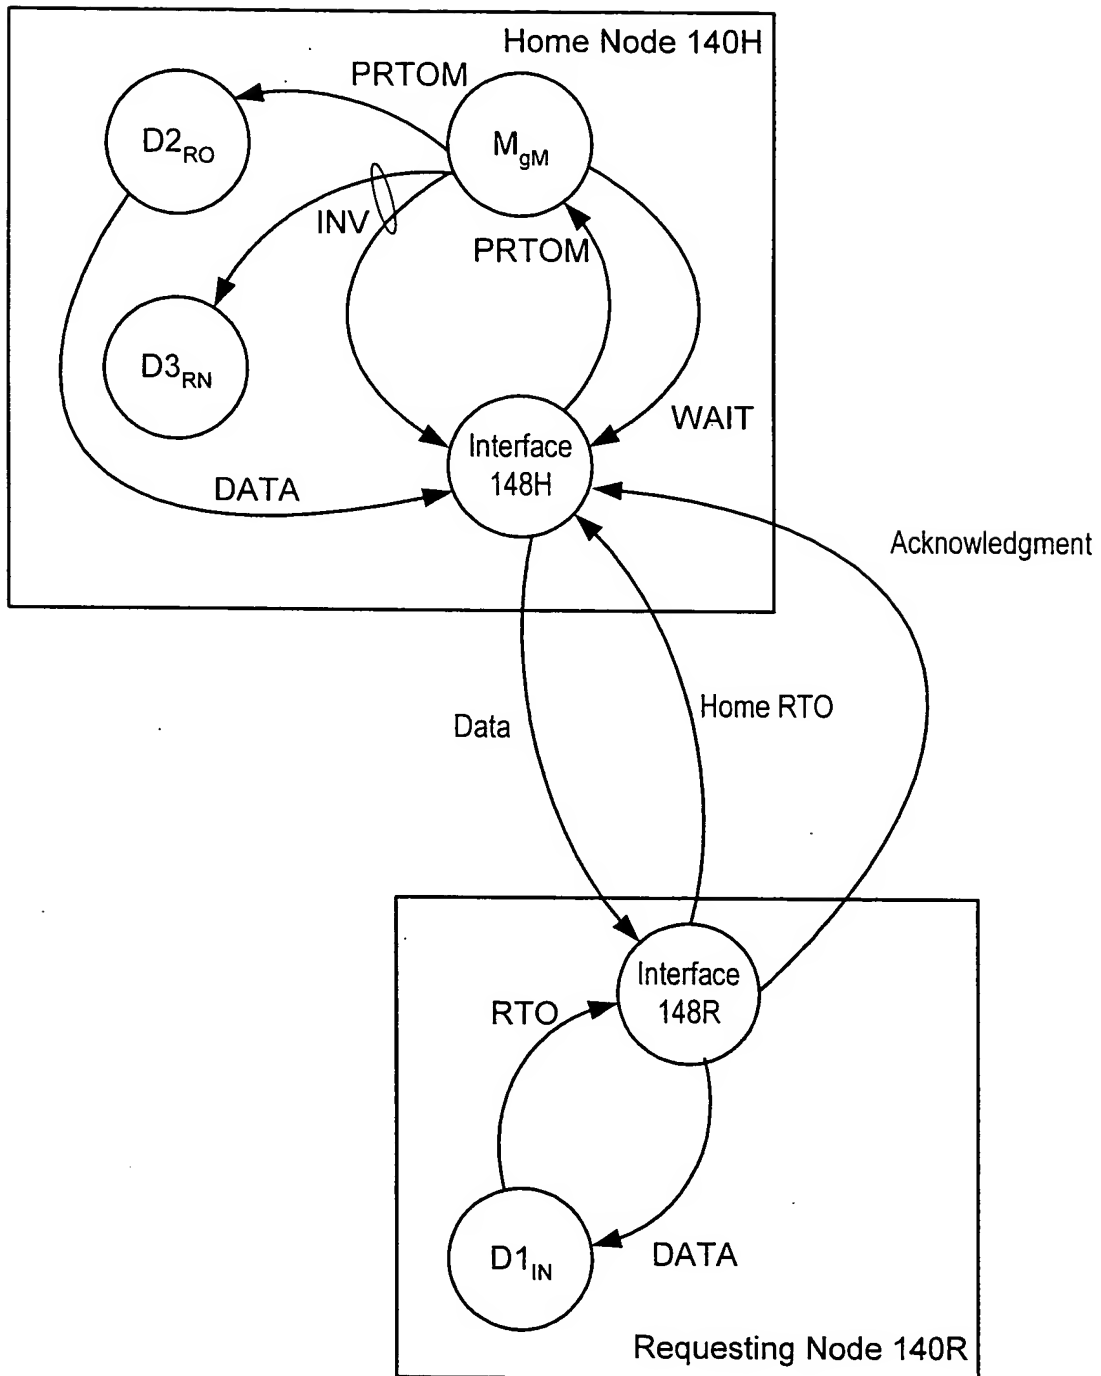 Home Node 140H
PRTOM
D2RO
MgM
INV
PRTOM
D3RN
WAIT
Interface
148H
DATA
Acknowledgment
Home RTO
Data
Interface
148R
RTO
D1IN
DATA
Requesting Node 140R